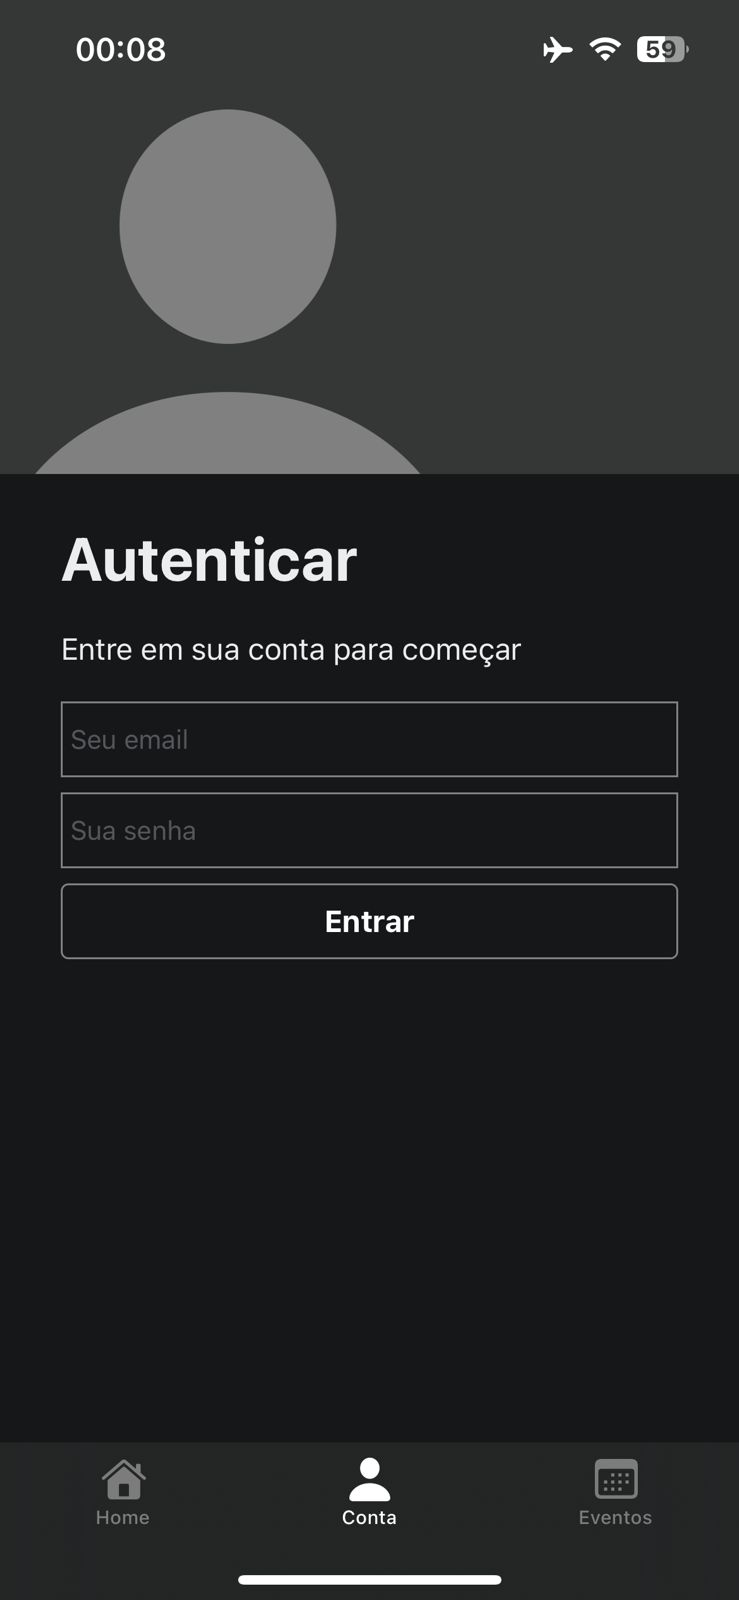 00:08
59
Autenticar
Entre em sua conta para começar
Seu email
Sua senha
Entrar
Home
Conta
Eventos